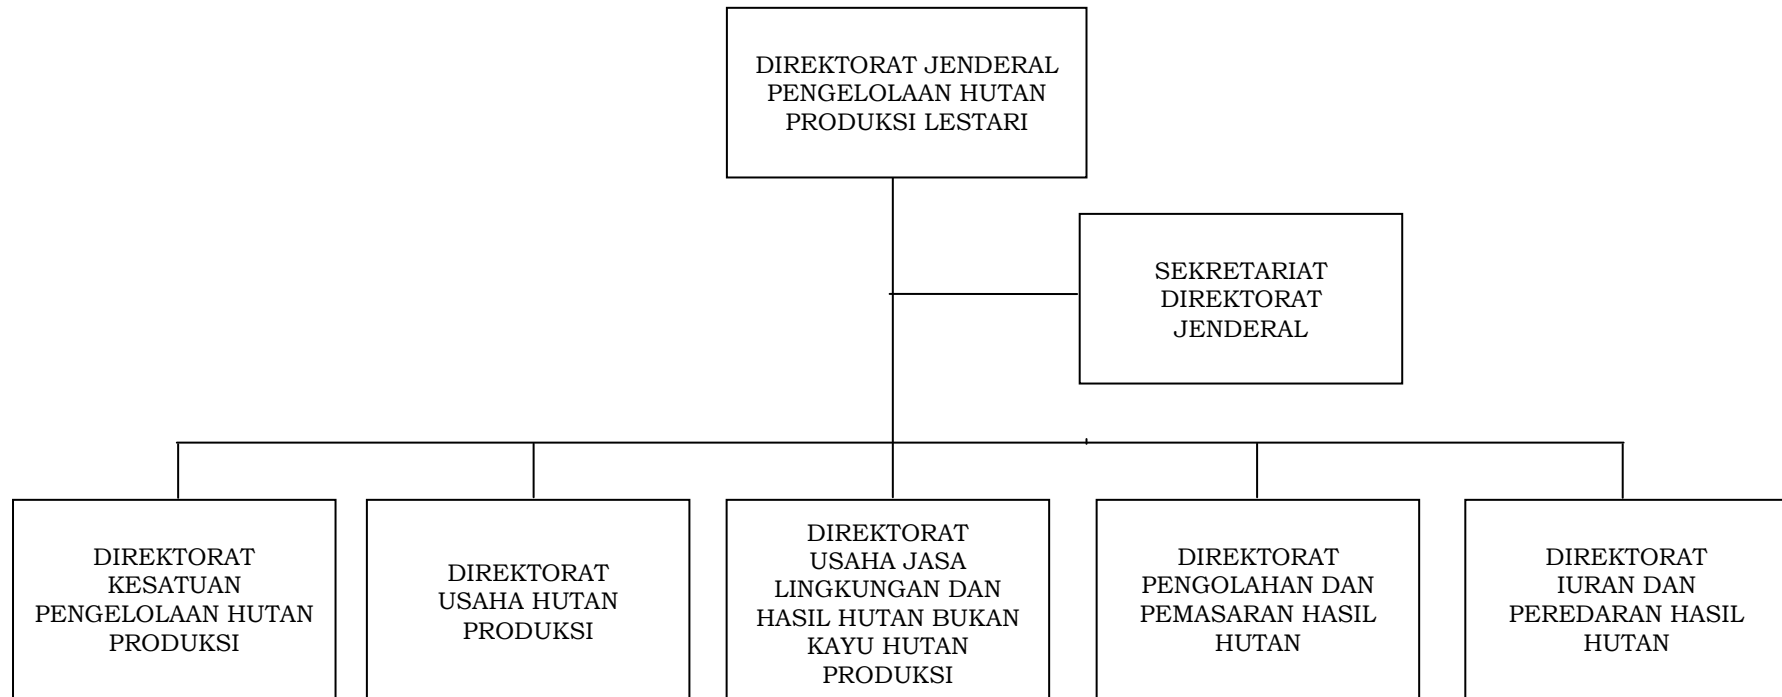 DIREKTORAT JENDERAL
PENGELOLAAN HUTAN
PRODUKSI LESTARI
SEKRETARIAT
DIREKTORAT
JENDERAL
DIREKTORAT
KESATUAN
PENGELOLAAN HUTAN
PRODUKSI
DIREKTORAT
USAHA HUTAN
PRODUKSI
DIREKTORAT
USAHA JASA
LINGKUNGAN DAN
HASIL HUTAN BUKAN
KAYU HUTAN
PRODUKSI
DIREKTORAT
PENGOLAHAN DAN
PEMASARAN HASIL
HUTAN
DIREKTORAT
IURAN DAN
PEREDARAN HASIL
HUTAN